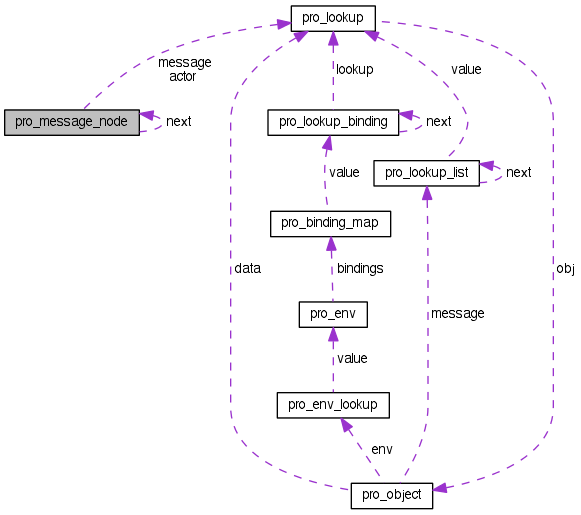 pro_lookup
message
actor
lookup
value
pro_message_node
next
pro_lookup_binding
next
pro_lookup_list
next
value
pro_binding_map
data
bindings
obj
pro_env
message
value
pro_env_lookup
env
pro_object